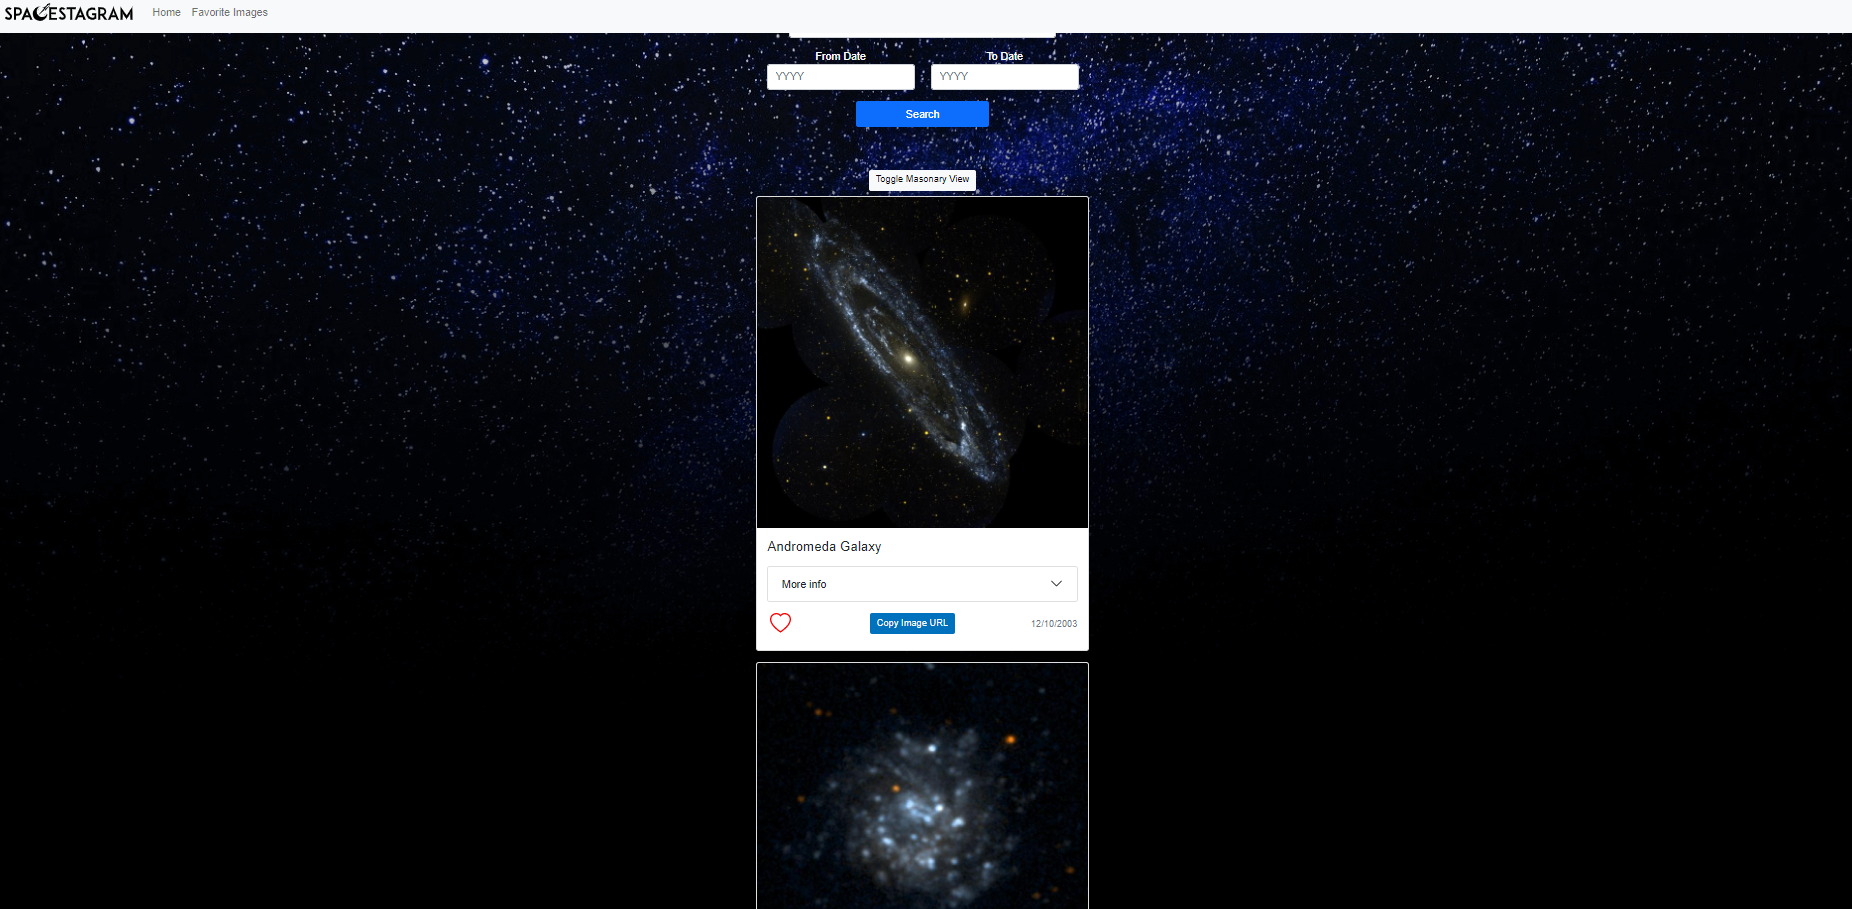 SPACESTAGRAM
Home
Favorite Images
From Date
To Date
YYYY
YYYY
Search
Toggle Masonary View
Andromeda Galaxy
More info
Copy Image URL
12/10/2003